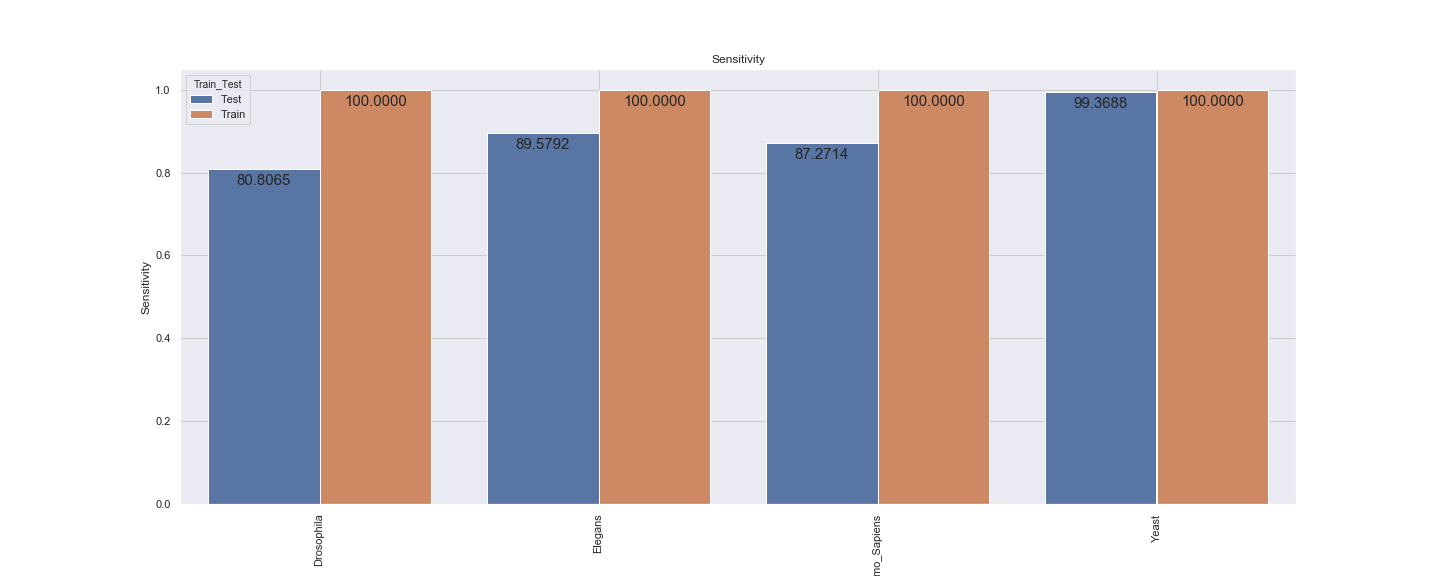 Sensitivity
Train_Test
Test
Train
1.0
0.8
0.6
0.4
0.2
0.0
Sensitivity
80.8065
100.0000
89.5792
100.0000
87.2714
100.0000
99.3688
100.0000
Drosophila
Elegans
mo_Sapiens
Yeast